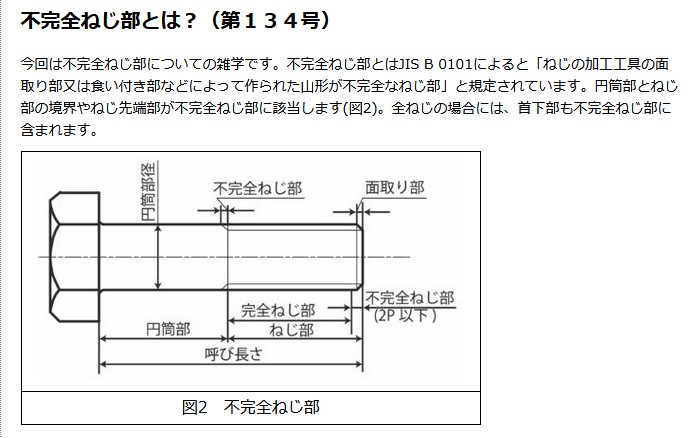 不完全ねじ部とは？（第１３４号）
今回は不完全ねじ部についての雑学です。不完全ねじ部とはJIS B 0101によると「ねじの加工工具の面
取り部又は食い付き部などによって作られた山形が不完全なねじ部」と規定されています。円筒部とねじ
部の境界やねじ先端部が不完全ねじ部に該当します(図2)。全ねじの場合には、首下部も不完全ねじ部に
含まれます。
円筒部径
不完全ねじ部
面取り部
不完全ねじ部
(2P 以下)
完全ねじ部
円筒部
ねじ部
呼び長さ
図2　不完全ねじ部